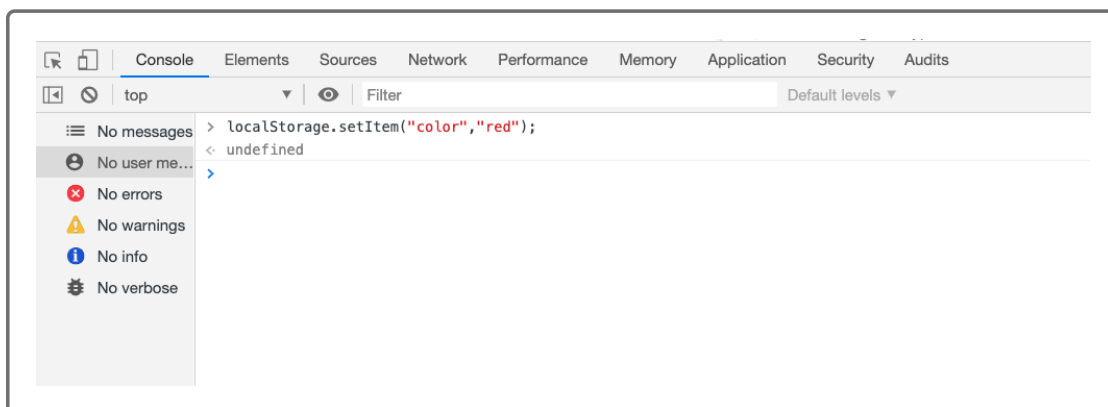 Console Elements Sources Network Performance Memory Application Security Audits
top Filter Default levels
No messages
No user me...
No errors
No warnings
No info
No verbose
> localStorage.setItem("color","red");
<· undefined
>